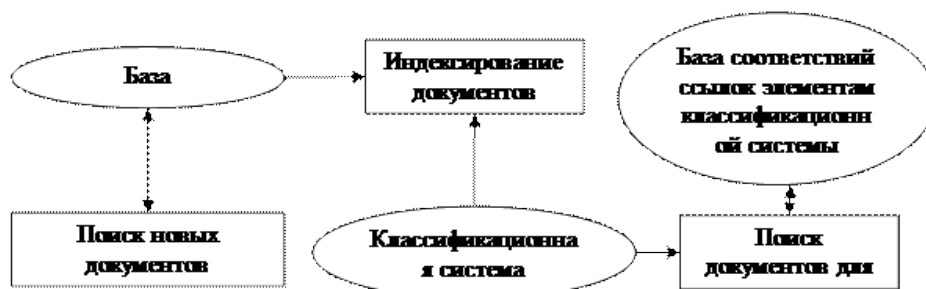 База
Индексирование
документов
База соответствий
ссылок элементам
классификационн
ой системы
Поиск новых
документов
Классификационна
я система
Поиск
документов для